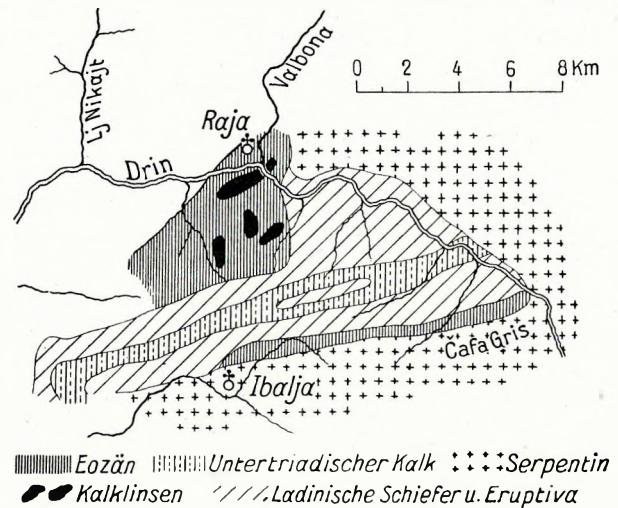 Lj Nikajt
Valbona
0 2 4 6 8 Km
Raja
Drin
Čafa Gris
Ibalja
Eozän Untertriadischer Kalk Serpentin
Kalklinsen Ladinische Schiefer u. Eruptiva